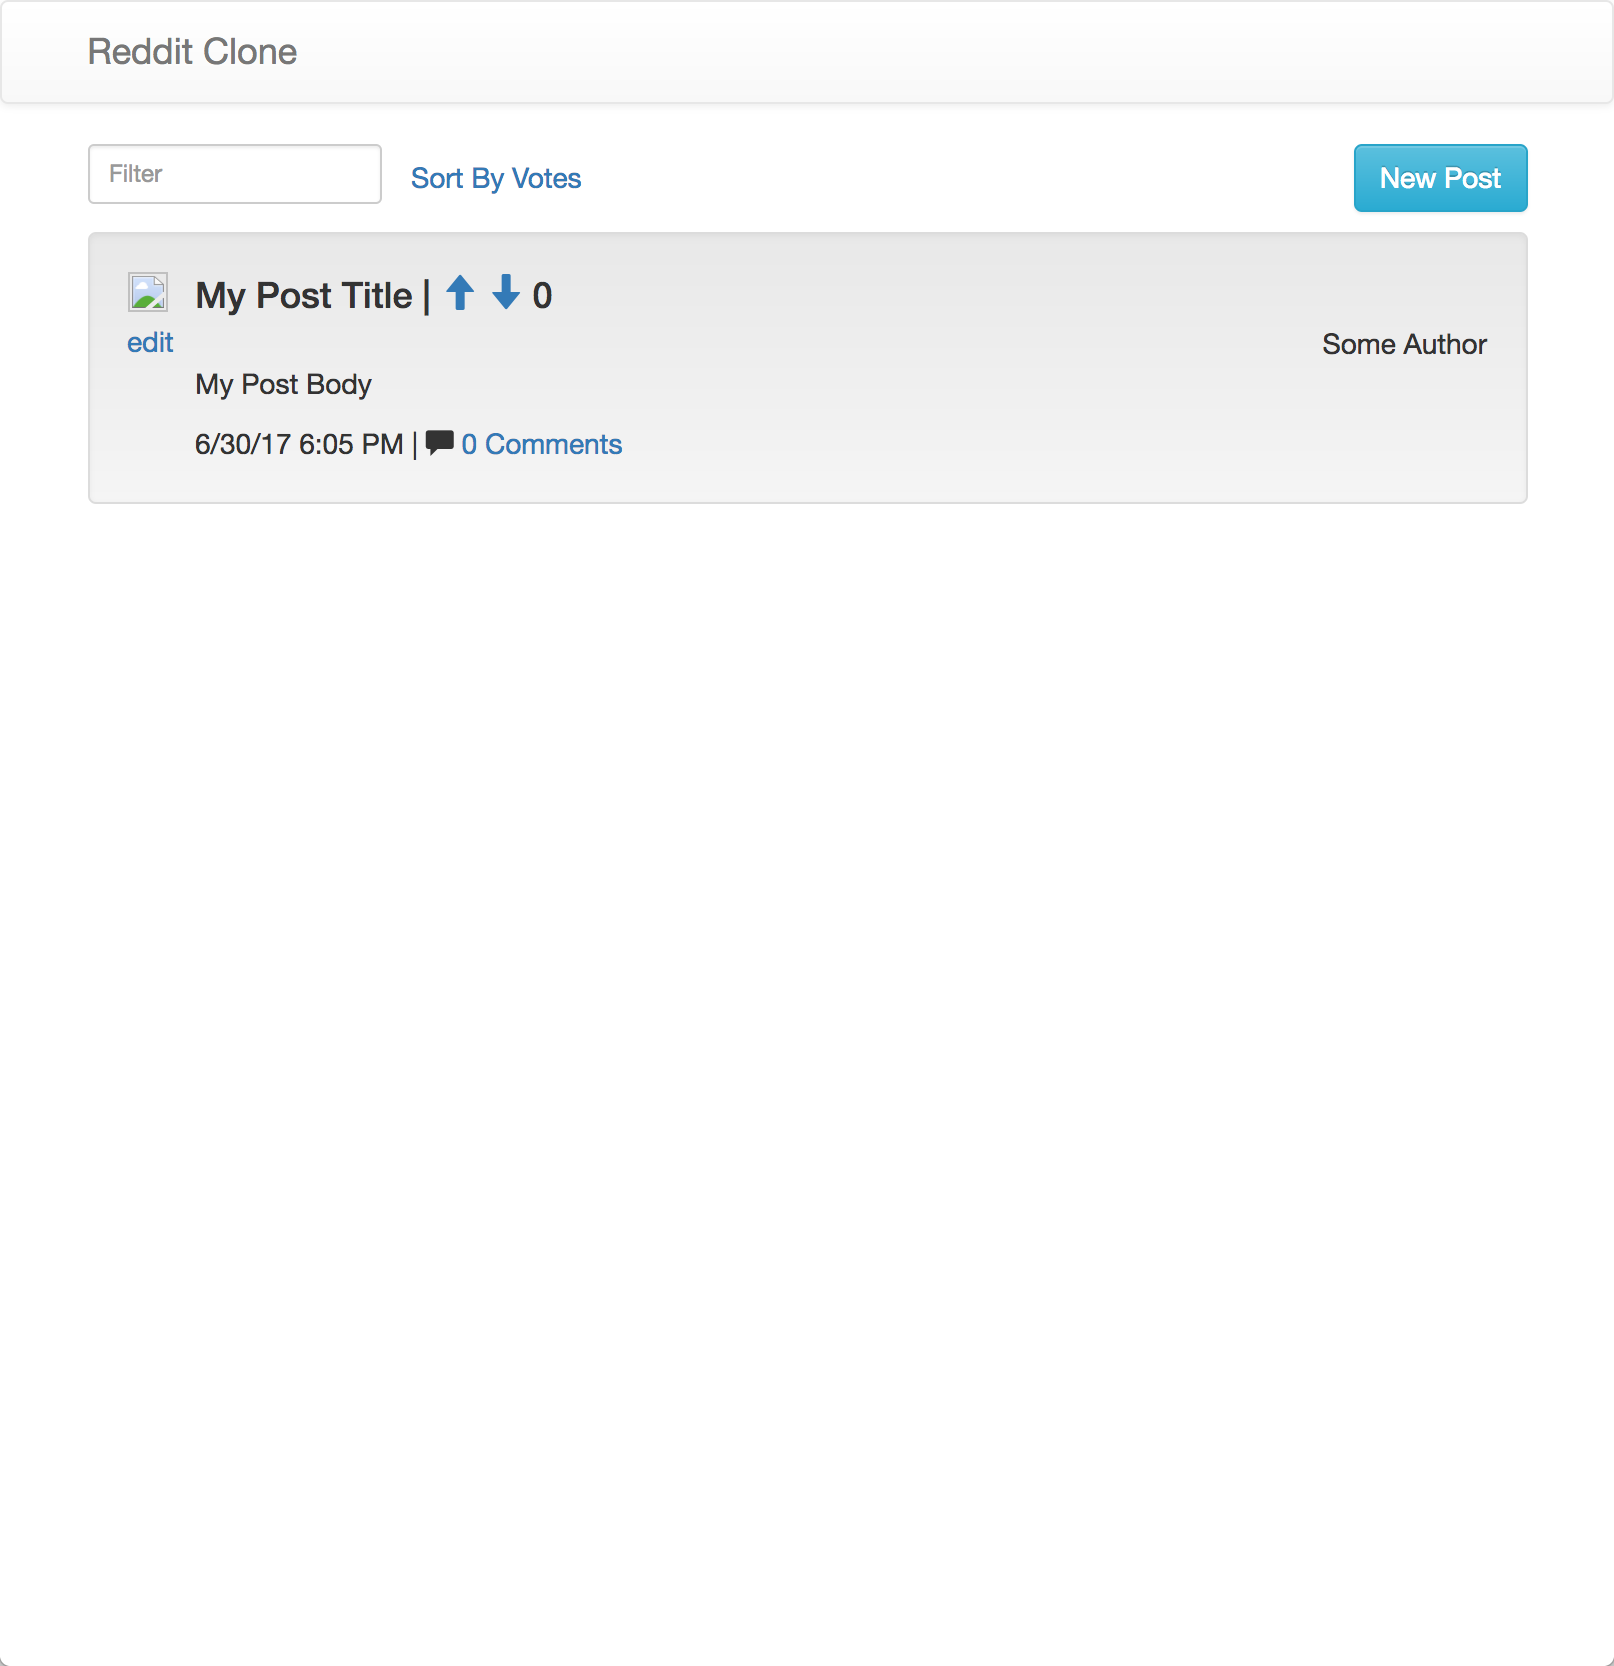 Reddit Clone
Filter
Sort By Votes
New Post
My Post Title | 0
edit
Some Author
My Post Body
6/30/17 6:05 PM | 0 Comments